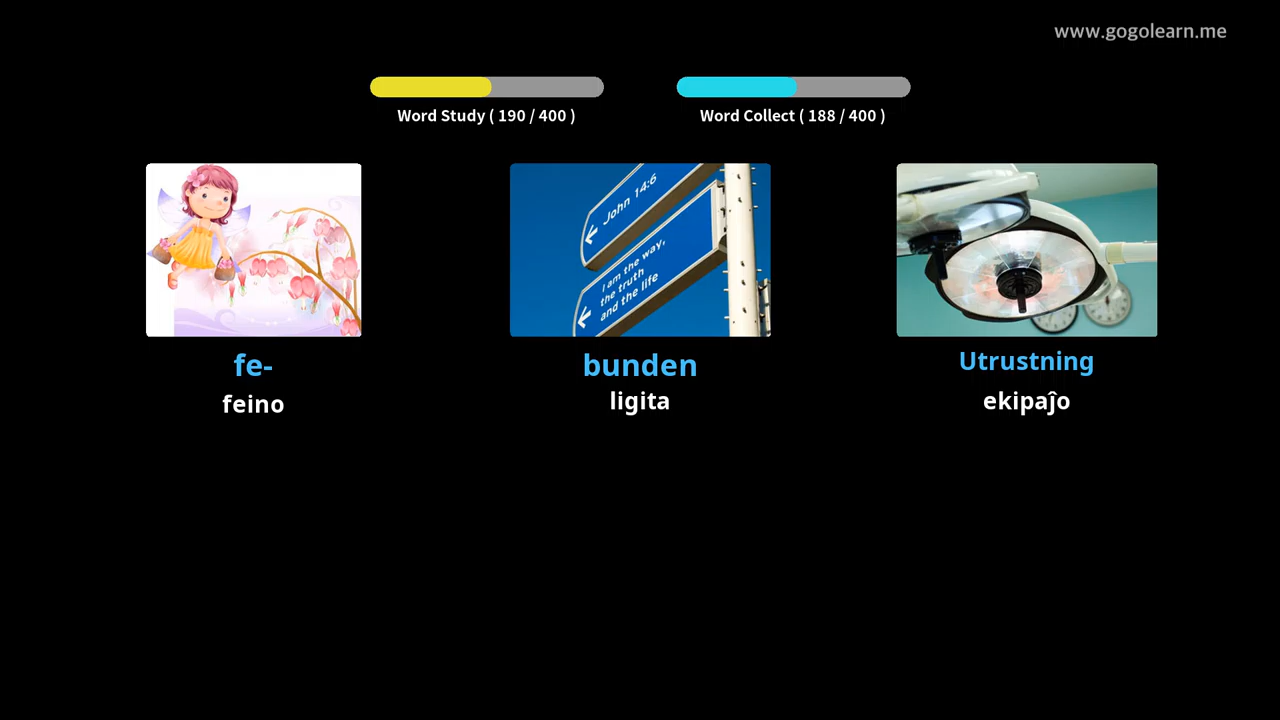 www.gogolearn.me
Word Study ( 190 / 400 )
Word Collect ( 188 / 400 )
John 14:6
I am the way,
the truth
and the life
fe-
bunden
Utrustning
feino
ligita
ekipaĵo